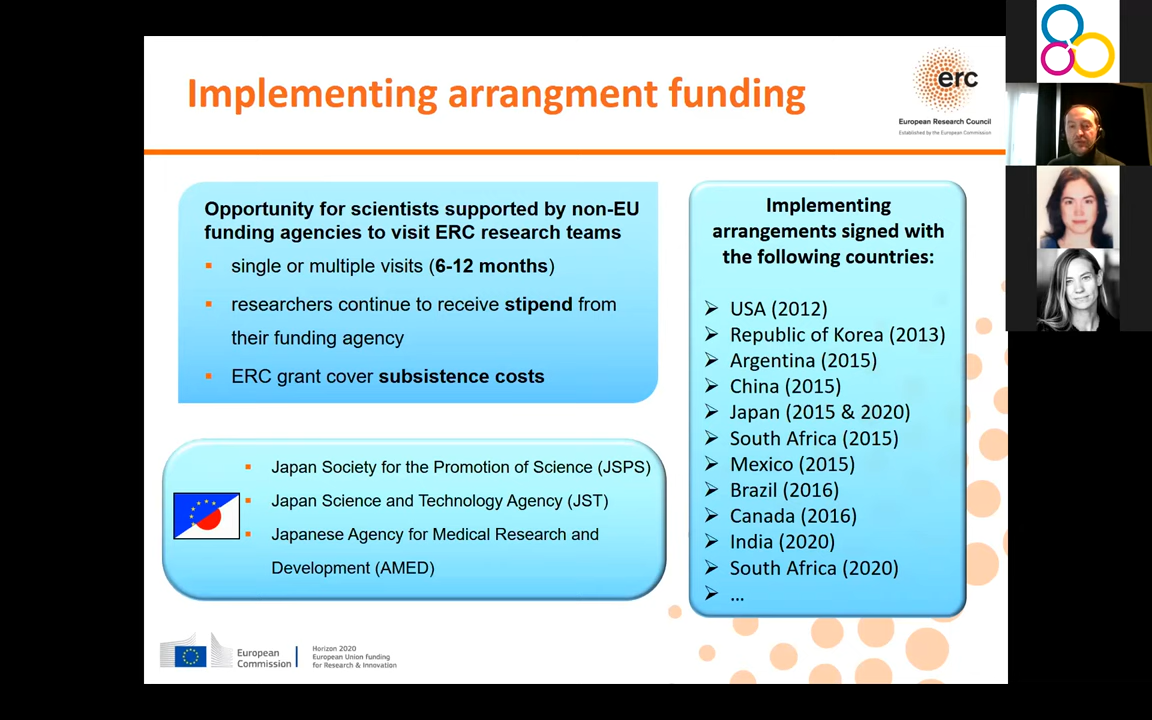 Implementing arrangment funding
erc
European Research Council
Established by the European Commission
Opportunity for scientists supported by non-EU
funding agencies to visit ERC research teams
▪ single or multiple visits (6-12 months)
▪ researchers continue to receive stipend from
their funding agency
▪ ERC grant cover subsistence costs
▪ Japan Society for the Promotion of Science (JSPS)
▪ Japan Science and Technology Agency (JST)
▪ Japanese Agency for Medical Research and
Development (AMED)
Implementing
arrangements signed with
the following countries:
➢ USA (2012)
➢ Republic of Korea (2013)
➢ Argentina (2015)
➢ China (2015)
➢ Japan (2015 & 2020)
➢ South Africa (2015)
➢ Mexico (2015)
➢ Brazil (2016)
➢ Canada (2016)
➢ India (2020)
➢ South Africa (2020)
➢ ...
European
Commission
Horizon 2020
European Union funding
for Research & Innovation